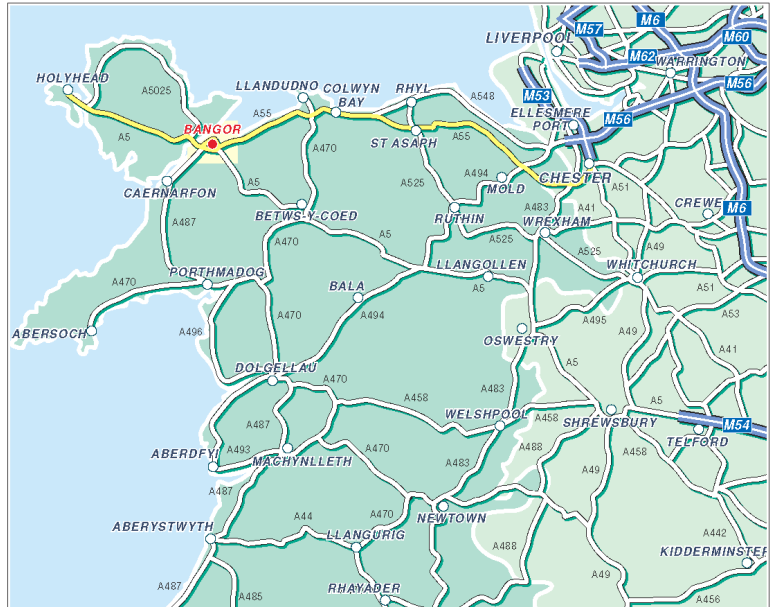 M6
M57
M60
LIVERPOOL
M62
WARRINGTON
HOLYHEAD
A5025
LLANDUDNO
COLWYN
BAY
RHYL
A548
M53
M56
ELLESMERE
PORT
M56
A55
BANGOR
A5
A55
ST ASAPH
A470
CHESTER
A494
MOLD
A51
CAERNARFON
A5
A525
A483
A41
CREWE
M6
A487
BETWS-Y-COED
RUTHIN
WREXHAM
A470
A5
A525
A525
A49
PORTHMADOG
LLANGOLLEN
WHITCHURCH
A470
BALA
A5
A51
A470
A494
A495
A53
ABERSOCH
A496
OSWESTRY
A49
A41
DOLGELLAU
A5
A470
A458
A483
A5
WELSHPOOL
A458
SHREWSBURY
M54
A487
TELFORD
A493
A470
A488
A458
ABERDFYI
MACHYNLLETH
A483
A49
A487
A44
A470
NEWTOWN
ABERYSTWYTH
LLANGURIG
A488
A442
KIDDERMINSTER
A49
A487
A485
RHAYADER
A456